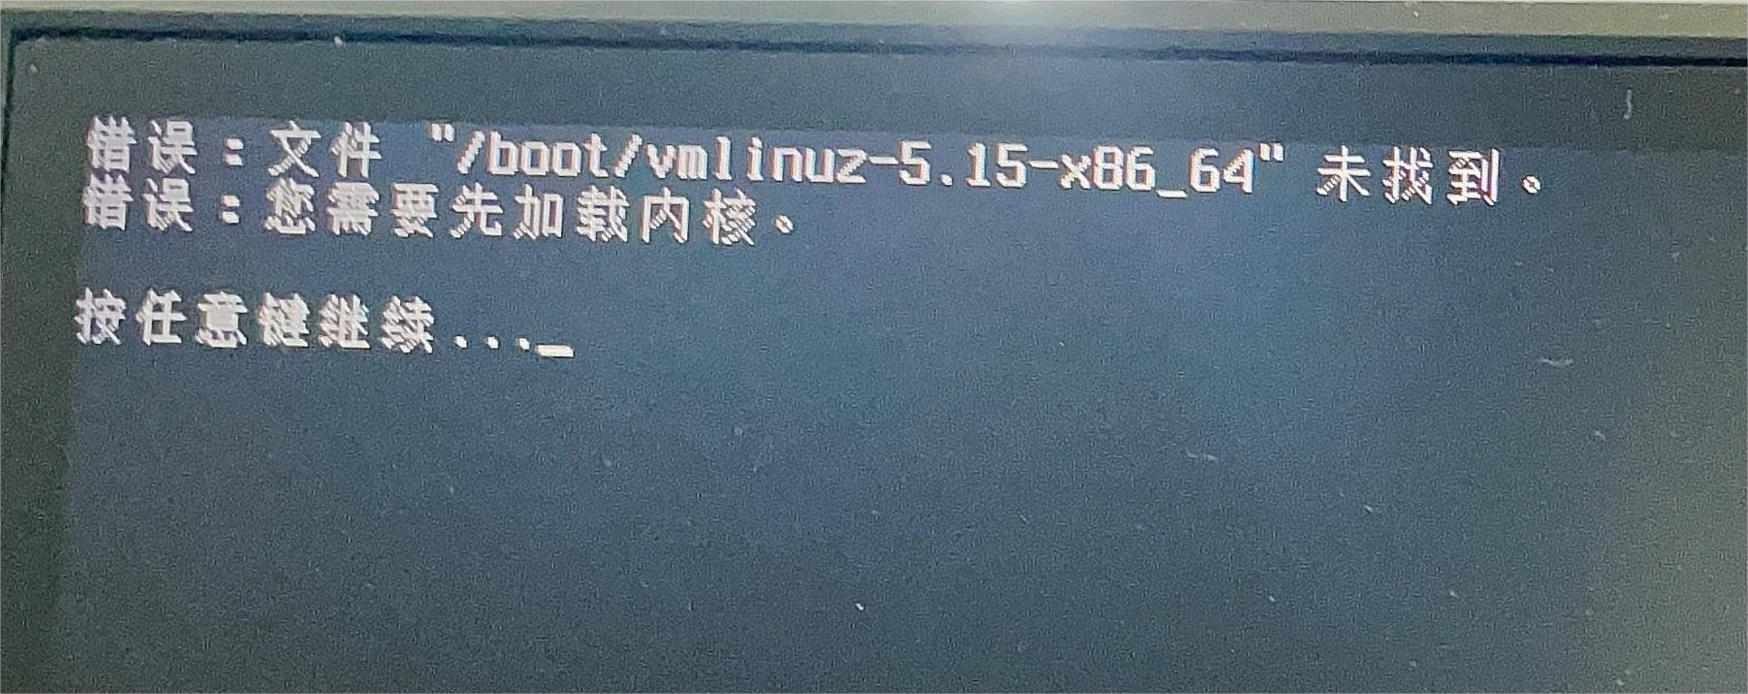 错误：文件 "/boot/vmlinuz-5.15-x86_64" 未找到。
错误：您需要先加载内核。
按任意键继续..._